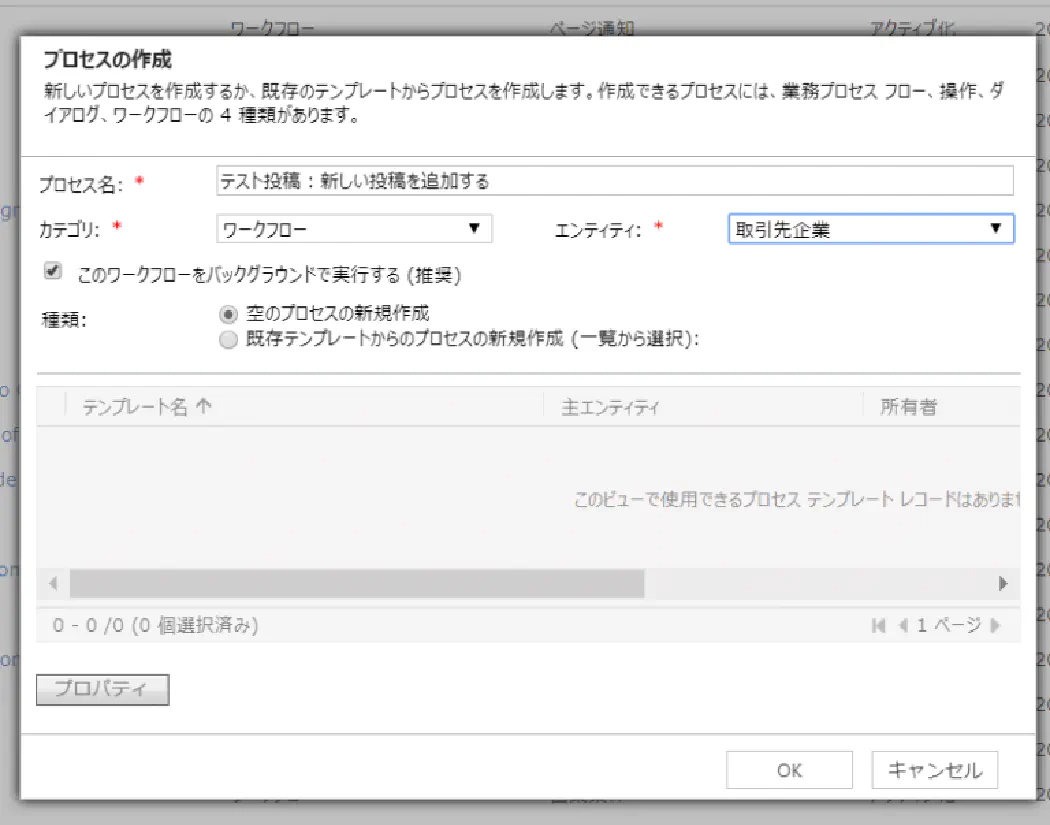 ワークフロー ページ通知 アクティブ化
プロセスの作成
新しいプロセスを作成するか、既存のテンプレートからプロセスを作成します。作成できるプロセスには、業務プロセス フロー、操作、ダ
イアログ、ワークフローの 4 種類があります。
プロセス名: * テスト投稿：新しい投稿を追加する
カテゴリ: * ワークフロー ▼ エンティティ: * 取引先企業 ▼
このワークフローをバックグラウンドで実行する (推奨)
種類: 空のプロセスの新規作成
既存テンプレートからのプロセスの新規作成 (一覧から選択):
テンプレート名 ↑ 主エンティティ 所有者
このビューで使用できるプロセス テンプレート レコードはありませ
0 - 0 /0 (0 個選択済み) 1 ページ
プロパティ
OK キャンセル